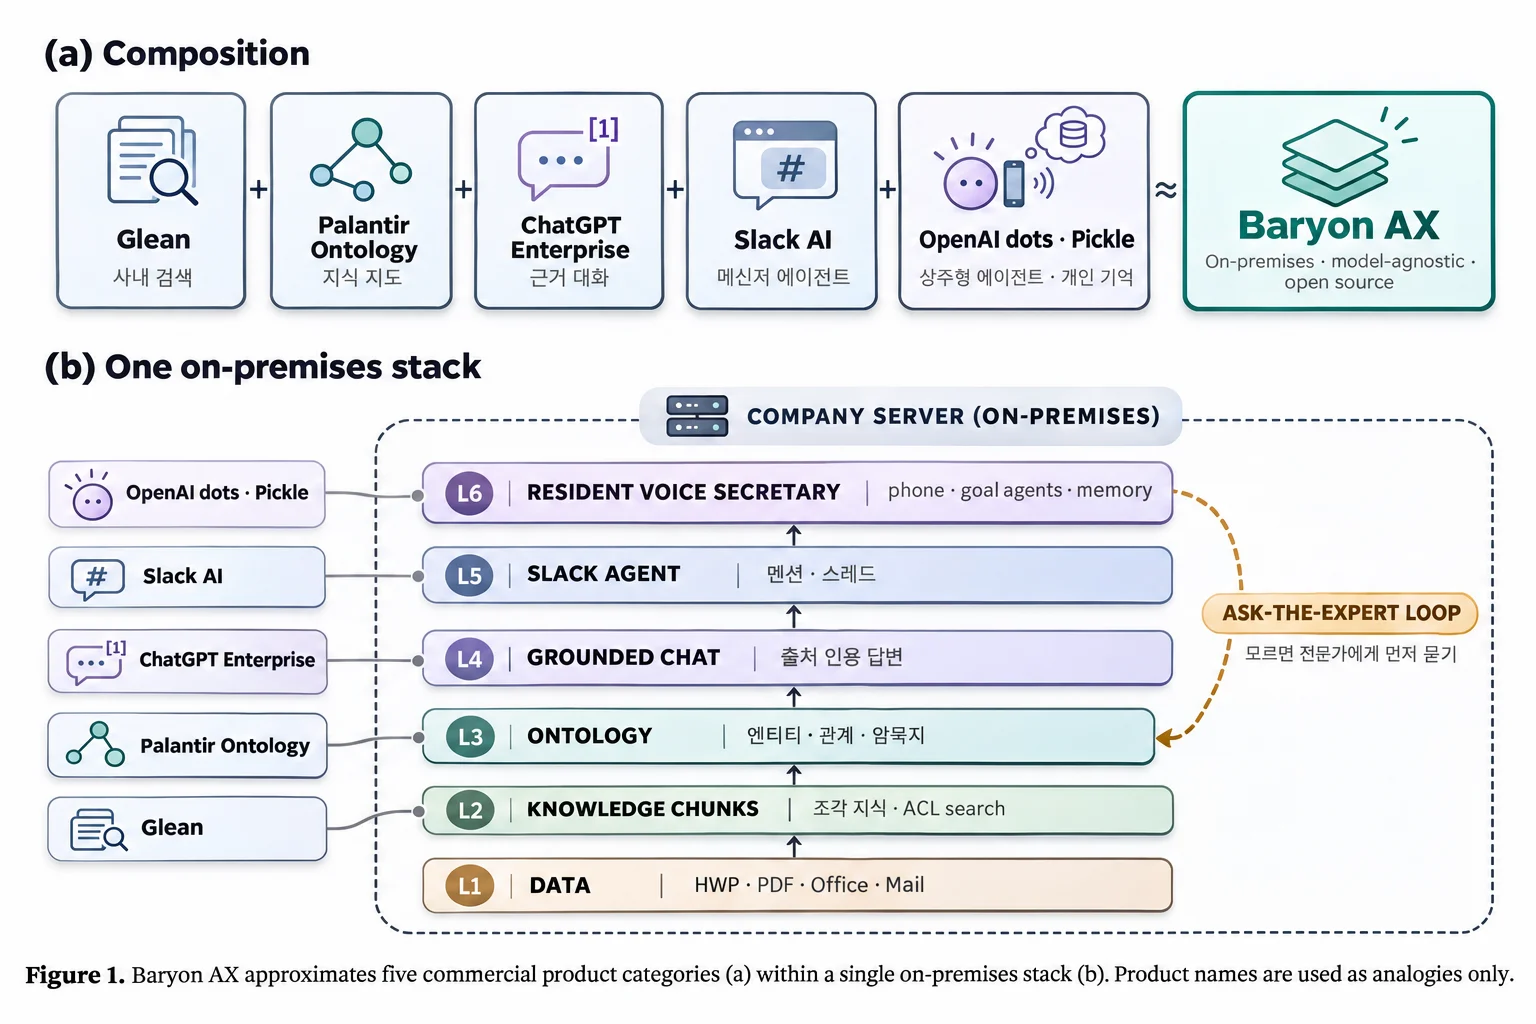 (a) Composition
[1]
#
Glean
사내 검색
+
Palantir
Ontology
지식 지도
+
ChatGPT
Enterprise
근거 대화
+
Slack AI
메신저 에이전트
+
OpenAI dots · Pickle
상주형 에이전트 · 개인 기억
≈
Baryon AX
On-premises · model-agnostic ·
open source
(b) One on-premises stack
COMPANY SERVER (ON-PREMISES)
OpenAI dots · Pickle
L6 | RESIDENT VOICE SECRETARY | phone · goal agents · memory
# Slack AI
L5 | SLACK AGENT | 멘션 · 스레드
ASK-THE-EXPERT LOOP
모르면 전문가에게 먼저 묻기
[1] ChatGPT Enterprise
L4 | GROUNDED CHAT | 출처 인용 답변
Palantir Ontology
L3 | ONTOLOGY | 엔티티 · 관계 · 암묵지
Glean
L2 | KNOWLEDGE CHUNKS | 조각 지식 · ACL search
L1 | DATA | HWP · PDF · Office · Mail
Figure 1. Baryon AX approximates five commercial product categories (a) within a single on-premises stack (b). Product names are used as analogies only.